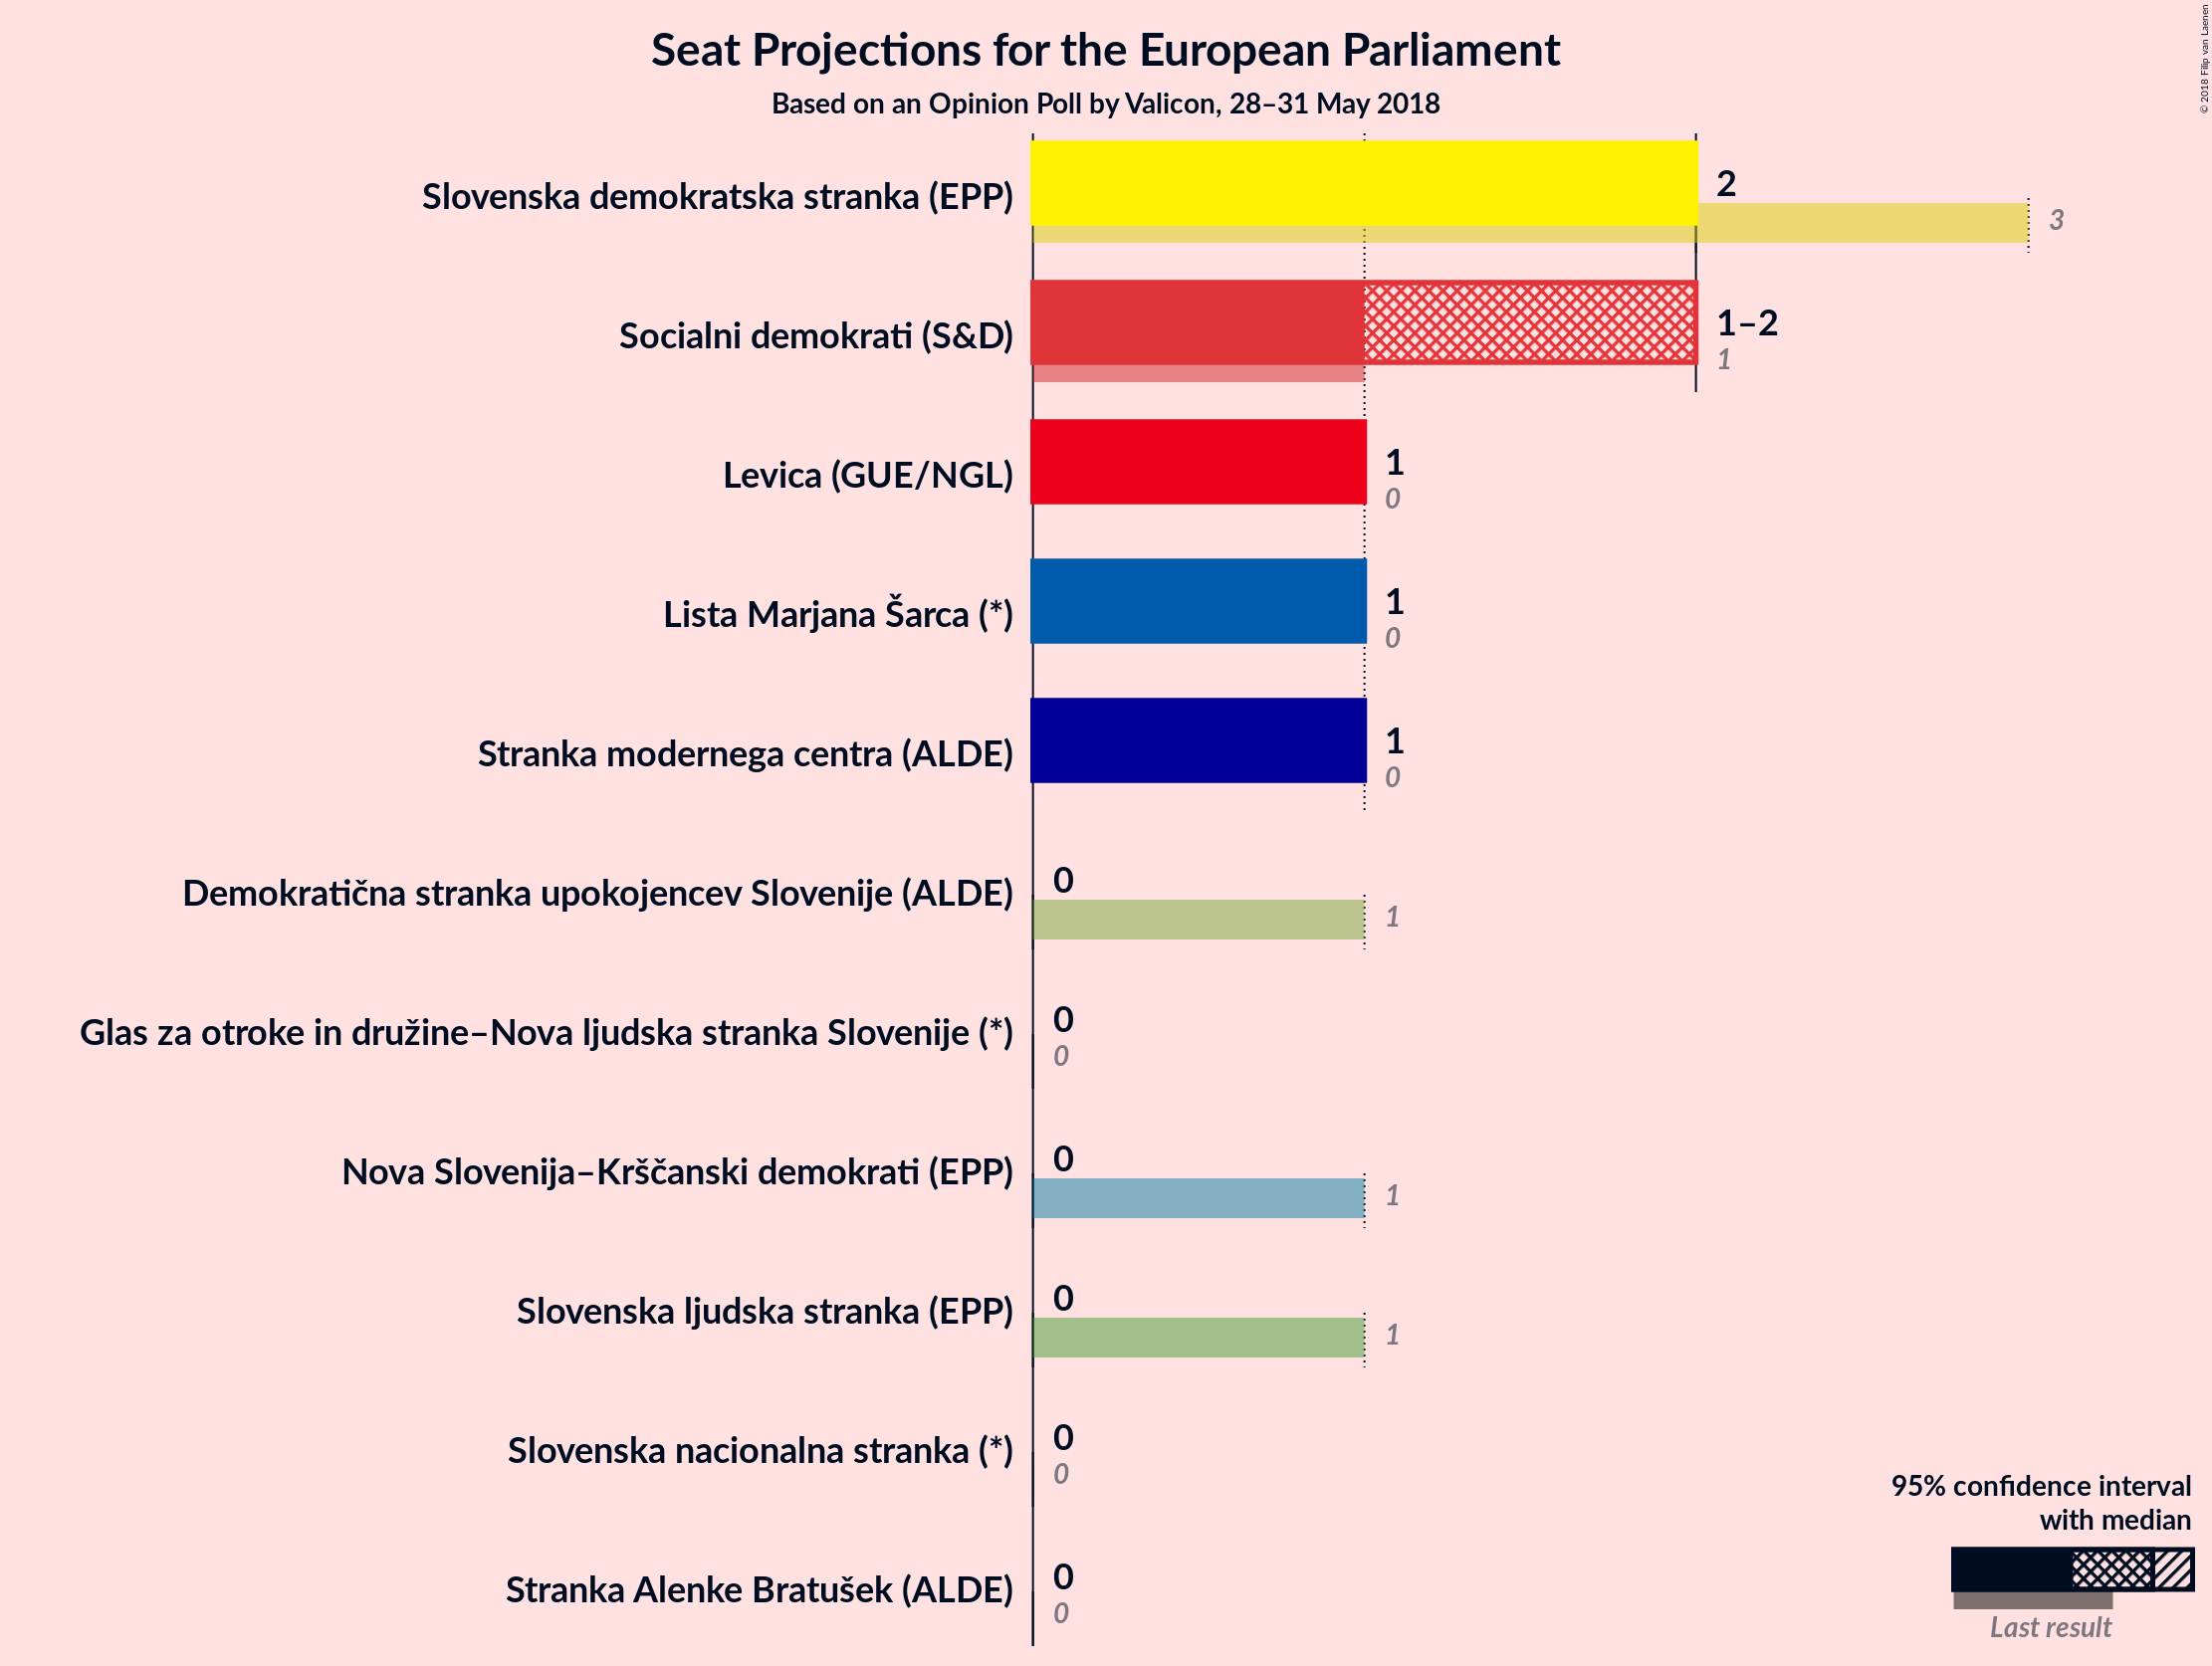 Seat Projections for the European Parliament
Based on an Opinion Poll by Valicon, 28–31 May 2018
© 2018 Filip van Laenen
Slovenska demokratska stranka (EPP)
2
3
Socialni demokrati (S&D)
1–2
1
Levica (GUE/NGL)
1
0
Lista Marjana Šarca (*)
1
0
Stranka modernega centra (ALDE)
1
0
Demokratična stranka upokojencev Slovenije (ALDE)
0
1
Glas za otroke in družine–Nova ljudska stranka Slovenije (*)
0
0
Nova Slovenija–Krščanski demokrati (EPP)
0
1
Slovenska ljudska stranka (EPP)
0
1
Slovenska nacionalna stranka (*)
0
0
Stranka Alenke Bratušek (ALDE)
0
0
95% confidence interval
with median
Last result